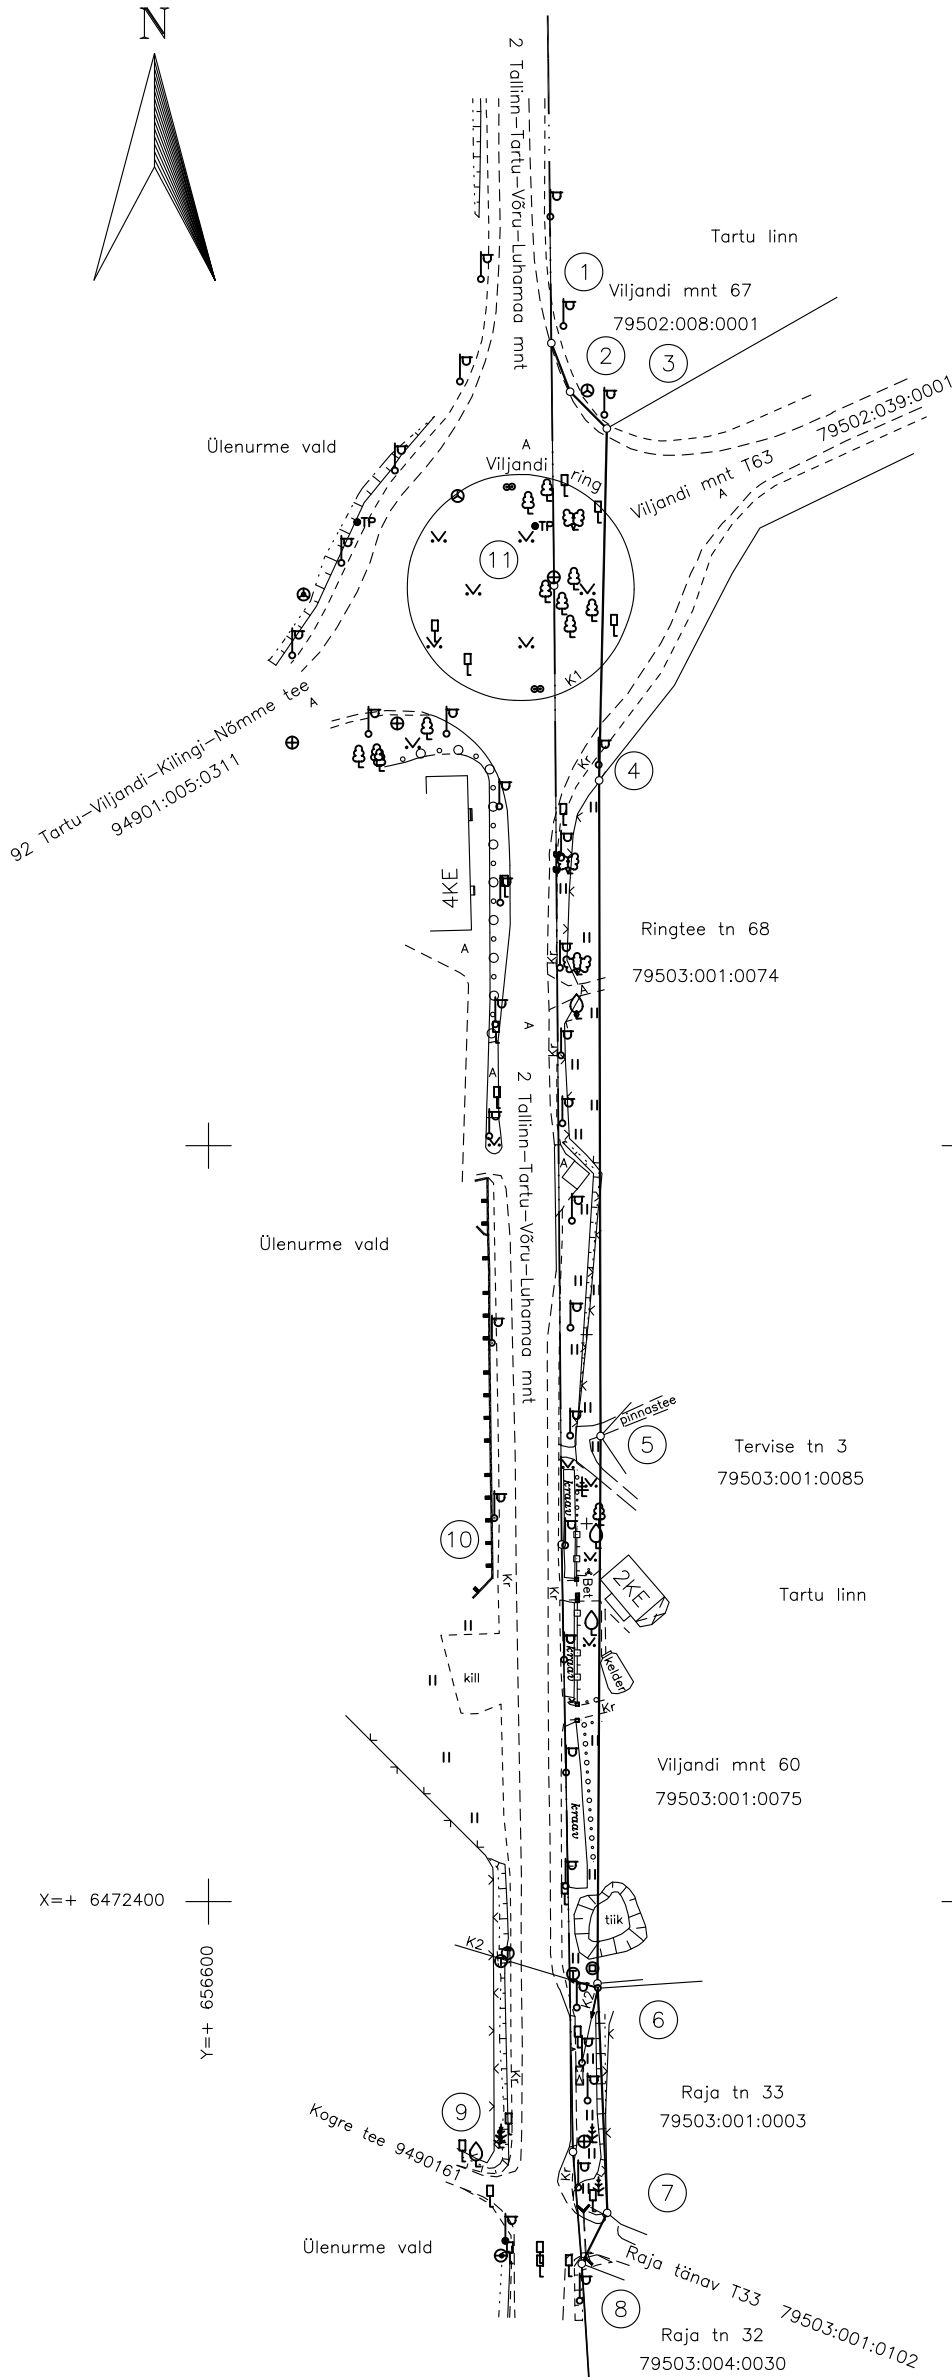 N
2 Tallinn-Tartu-Võru-Luhamaa mnt
Tartu linn
1
Viljandi mnt 67
79502:008:0001
2
3
79502:039:0001
Ülenurme vald
A
Viljandi ring
Viljandi mnt T63
A
TP
TP
11
K1
92 Tartu-Viljandi-Kilingi-Nõmme tee
A
94901:005:0311
Kr
4
4KE
A
Ringtee tn 68
Kr
79503:001:0074
A
A
Kr
A
2 Tallinn-Tartu-Võru-Luhamaa mnt
A
Ülenurme vald
pinnastee
5
Tervise tn 3
79503:001:0085
kraav
10
Kr
Kr
Bet
2KE
Tartu linn
kraav
kelder
kill
Kr
Viljandi mnt 60
79503:001:0075
kraav
X=+ 6472400
tiik
K2
Y=+ 656600
K2
6
Kr
Raja tn 33
79503:001:0003
9
Kogre tee 9490161
Kr
7
Ülenurme vald
Raja tänav T33 79503:001:0102
8
Raja tn 32
79503:004:0030